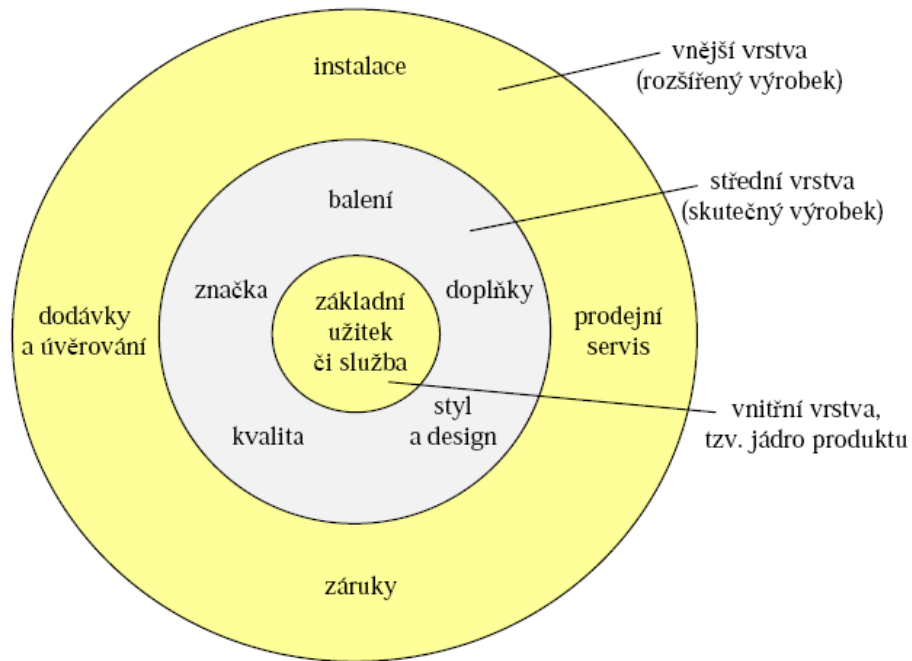 instalace
vnější vrstva
(rozšířený výrobek)
balení
střední vrstva
(skutečný výrobek)
značka
doplňky
základní
užitek
či služba
dodávky
a úvěrování
prodejní
servis
styl
a design
kvalita
vnitřní vrstva,
tzv. jádro produktu
záruky